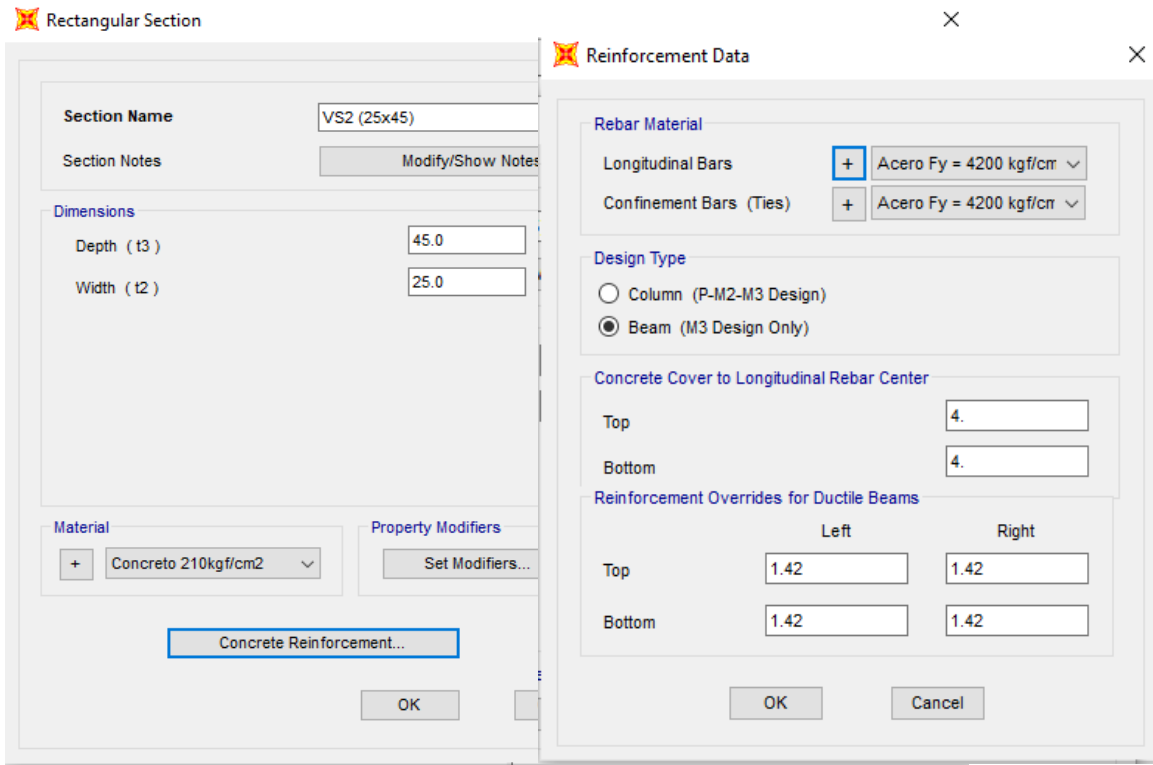 Rectangular Section
Section Name VS2 (25x45)
Section Notes Modify/Show Notes
Dimensions
Depth ( t3 ) 45.0
Width ( t2 ) 25.0
Material
+ Concreto 210kgf/cm2
Property Modifiers
Set Modifiers...
Concrete Reinforcement...
OK
Reinforcement Data
Rebar Material
Longitudinal Bars + Acero Fy = 4200 kgf/cm
Confinement Bars (Ties) + Acero Fy = 4200 kgf/cm
Design Type
Column (P-M2-M3 Design)
Beam (M3 Design Only)
Concrete Cover to Longitudinal Rebar Center
Top 4.
Bottom 4.
Reinforcement Overrides for Ductile Beams
Left Right
Top 1.42 1.42
Bottom 1.42 1.42
OK Cancel